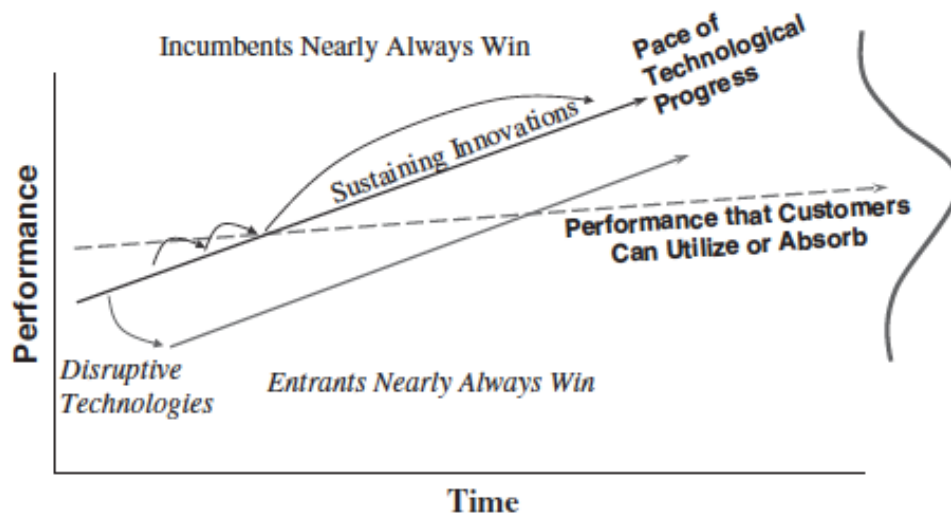 Incumbents Nearly Always Win
Pace of
Technological
Progress
Sustaining Innovations
Performance
Performance that Customers
Can Utilize or Absorb
Disruptive
Technologies
Entrants Nearly Always Win
Time